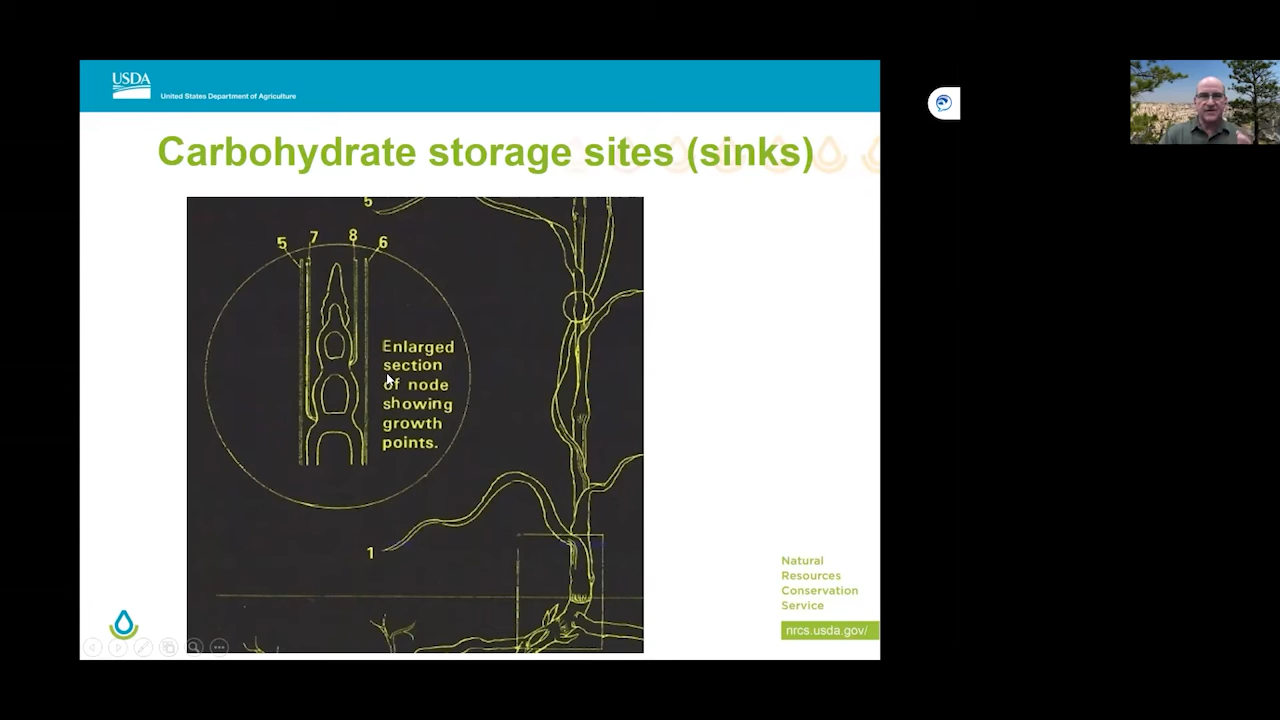 USDA
United States Department of Agriculture
Carbohydrate storage sites (sinks)
5
5 7 8 6
Enlarged
section
of node
showing
growth
points.
1
Natural
Resources
Conservation
Service
nrcs.usda.gov/